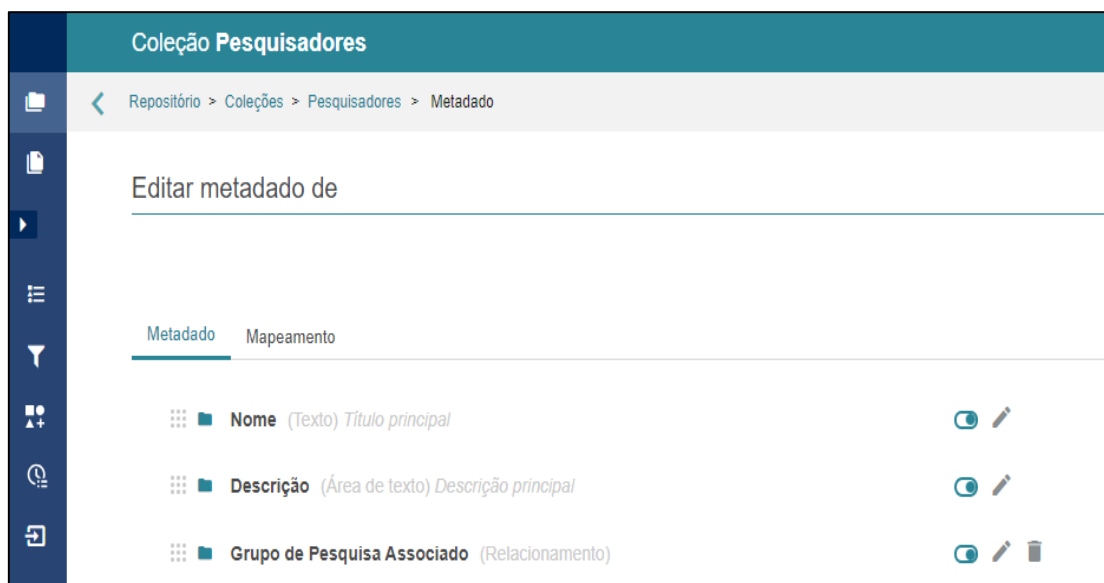 Coleção Pesquisadores
Repositório > Coleções > Pesquisadores > Metadado
Editar metadado de
Metadado Mapeamento
Nome (Texto) Título principal
Descrição (Área de texto) Descrição principal
Grupo de Pesquisa Associado (Relacionamento)